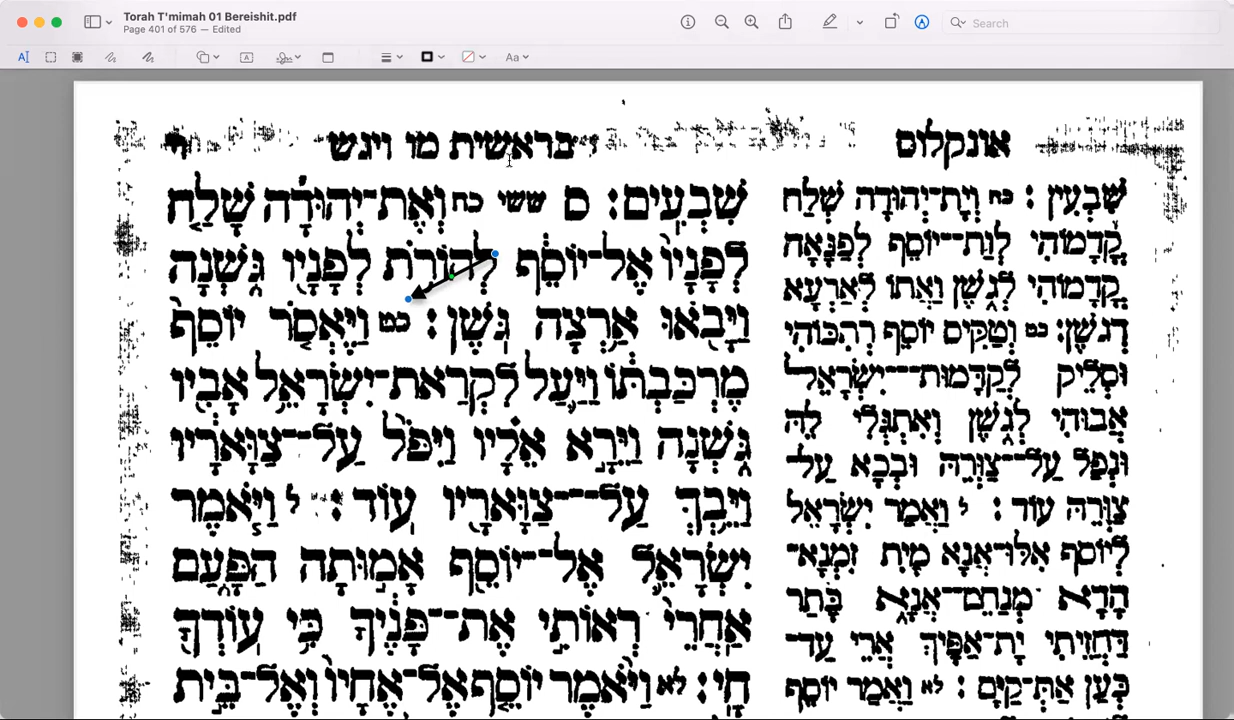 Torah T'mimah 01 Bereishit.pdf
Page 401 of 576 — Edited
Search
Aa
בראשית מו ויגש
שִׁבְעִים: ס ששי כח וְאֶת־יְהוּדָה שָׁלַח
לְפָנָיו אֶל־יוֹסֵף לְהוֹרֹת לְפָנָיו גֹּשְׁנָה
וַיָּבֹאוּ אַרְצָה גֹּשֶׁן: כט וַיֶּאְסֹר יוֹסֵף
מֶרְכַּבְתּוֹ וַיַּעַל לִקְרַאת־יִשְׂרָאֵל אָבִיו
גֹּשְׁנָה וַיֵּרָא אֵלָיו וַיִּפֹּל עַל־צַוָּארָיו
וַיֵּבְךְּ עַל־צַוָּארָיו עוֹד: ל וַיֹּאמֶר
יִשְׂרָאֵל אֶל־יוֹסֵף אָמוּתָה הַפָּעַם
אַחֲרֵי רְאוֹתִי אֶת־פָּנֶיךָ כִּי עוֹדְךָ
חָי: לא וַיֹּאמֶר יוֹסֵף אֶל־אֶחָיו וְאֶל־בֵּית
אונקלוס
שַׁבְעִין: כח וְיָת־יְהוּדָה שְׁלַח
קֳדָמוֹהִי לְוַת־יוֹסֵף לְפַנָּאָה
קֳדָמוֹהִי לְגֹשֶׁן וַאֲתוֹ לְאַרְעָא
דְגֹשֶׁן: כט וְטַקֵּיס יוֹסֵף רְתִכּוֹהִי
וּסְלֵיק לְקַדָּמוּת־יִשְׂרָאֵל
אֲבוּהִי לְגֹשֶׁן וְאִתְגְּלִי לֵהּ
וּנְפַל עַל־צַוְּרֵהּ וּבְכָא עַל־
צַוְּרֵהּ עוֹד: ל וַאֲמַר יִשְׂרָאֵל
לְיוֹסֵף אִלּוּ־אֲנָא מָיֵת זִמְנָא־
הָדָא מְנַחַם־אֲנָא בָּתַר
דַּחֲזִיתִי יָת־אַפָּיךְ אֲרֵי עַד־
כְּעַן אַתְּ־קַיָּם: לא וַאֲמַר יוֹסֵף